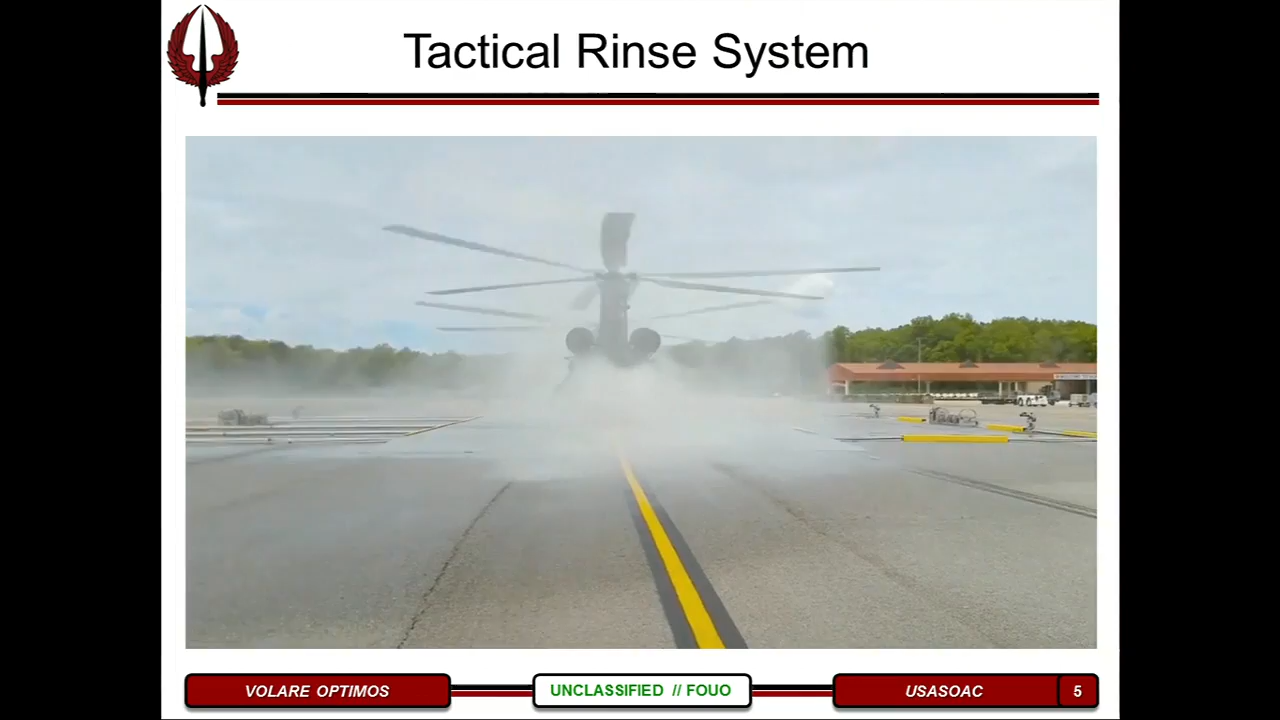 Tactical Rinse System
VOLARE OPTIMOS
UNCLASSIFIED // FOUO
USASOAC
5